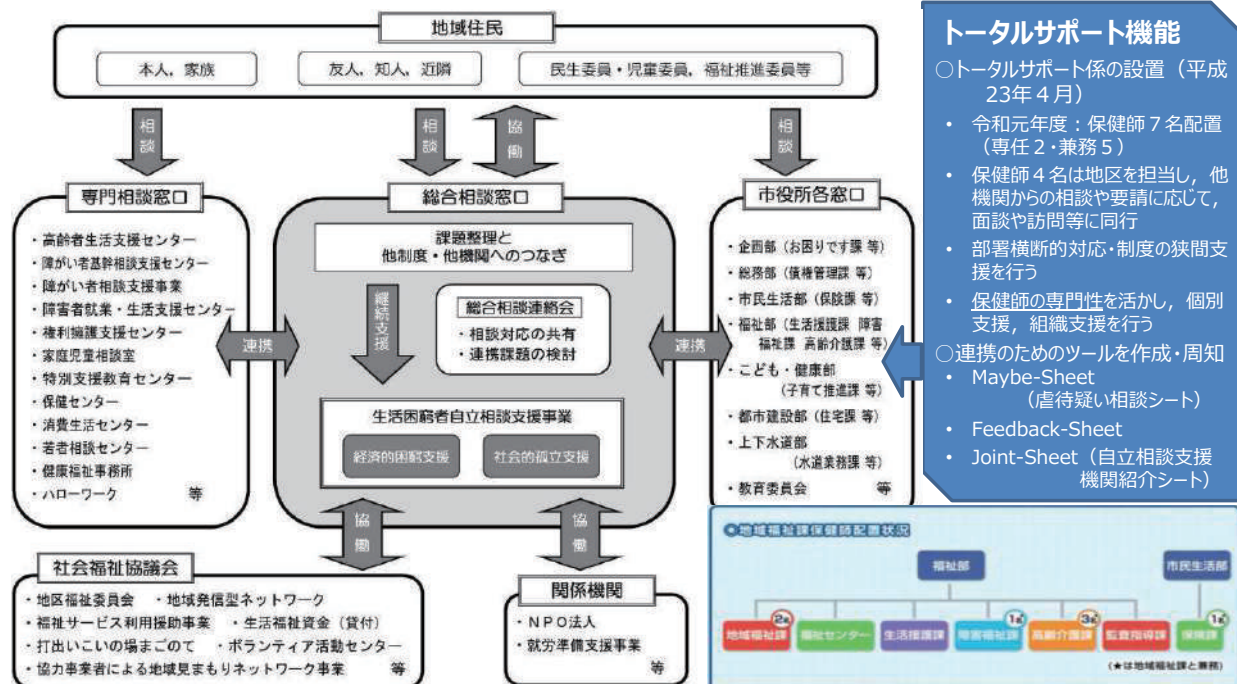 地域住民
本人，家族
友人，知人，近隣
民生委員・児童委員，福祉推進委員等
相談
相談
協働
相談
専門相談窓口
・高齢者生活支援センター
・障がい者基幹相談支援センター
・障がい者相談支援事業
・障害者就業・生活支援センター
・権利擁護支援センター
・家庭児童相談室
・特別支援教育センター
・保健センター
・消費生活センター
・若者相談センター
・健康福祉事務所
・ハローワーク　等
連携
総合相談窓口
課題整理と
他制度・他機関へのつなぎ
継続支援
総合相談連絡会
・相談対応の共有
・連携課題の検討
生活困窮者自立相談支援事業
経済的困窮支援
社会的孤立支援
連携
市役所各窓口
・企画部（お困りです課 等）
・総務部（債権管理課 等）
・市民生活部（保険課 等）
・福祉部（生活援護課 障害
福祉課 高齢介護課 等）
・こども・健康部
（子育て推進課 等）
・都市建設部（住宅課 等）
・上下水道部
（水道業務課 等）
・教育委員会　等
協働
協働
社会福祉協議会
・地区福祉委員会　・地域発信型ネットワーク
・福祉サービス利用援助事業　・生活福祉資金（貸付）
・打出いこいの場まごのて　・ボランティア活動センター
・協力事業者による地域見まもりネットワーク事業　等
関係機関
・ＮＰＯ法人
・就労準備支援事業
等
トータルサポート機能
○トータルサポート係の設置（平成
23年４月）
• 令和元年度：保健師７名配置
（専任２・兼務５）
• 保健師４名は地区を担当し，他
機関からの相談や要請に応じて，
面談や訪問等に同行
• 部署横断的対応・制度の狭間支
援を行う
• 保健師の専門性を活かし，個別
支援，組織支援を行う
○連携のためのツールを作成・周知
• Maybe-Sheet
（虐待疑い相談シート）
• Feedback-Sheet
• Joint-Sheet（自立相談支援
機関紹介シート）
地域福祉課保健師配置状況
福祉部
市民生活部
地域福祉課
福祉センター
生活援護課
障害福祉課
高齢介護課
監査指導課
保険課
(★は地域福祉課と兼務)